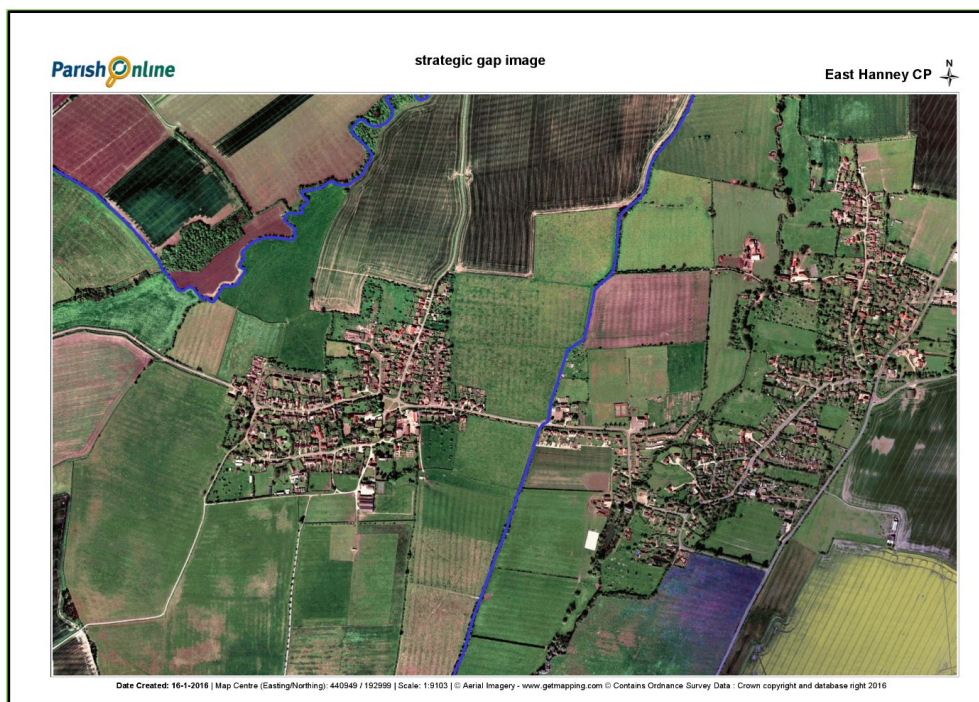 Parish Online
strategic gap image
East Hanney CP
N
Date Created: 16-1-2016 | Map Centre (Easting/Northing): 440949 / 192999 | Scale: 1:9103 | © Aerial Imagery - www.getmapping.com © Contains Ordnance Survey Data : Crown copyright and database right 2016